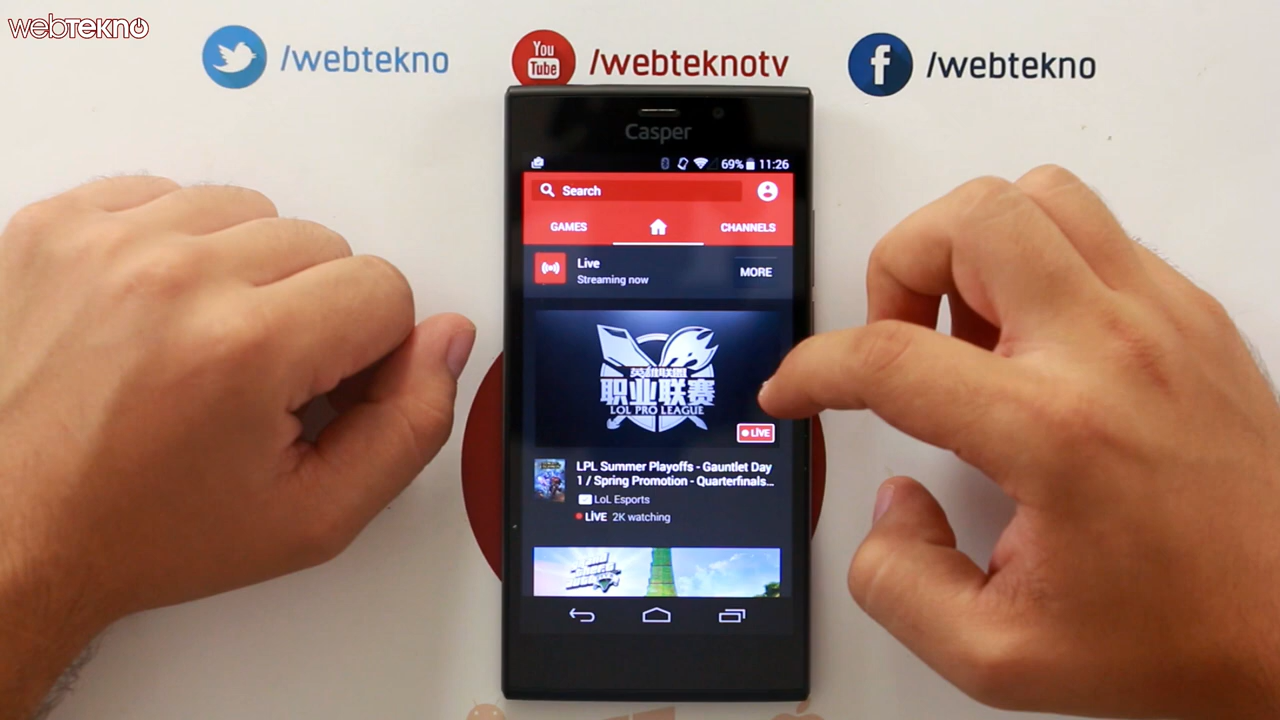 webtekno
/webtekno
You
Tube
/webteknotv
/webtekno
Casper
69% 11:26
Search
GAMES
CHANNELS
Live
Streaming now
MORE
英雄联盟
职业联赛
LOL PRO LEAGUE
LIVE
LPL Summer Playoffs - Gauntlet Day
1 / Spring Promotion - Quarterfinals...
LoL Esports
LIVE 2K watching